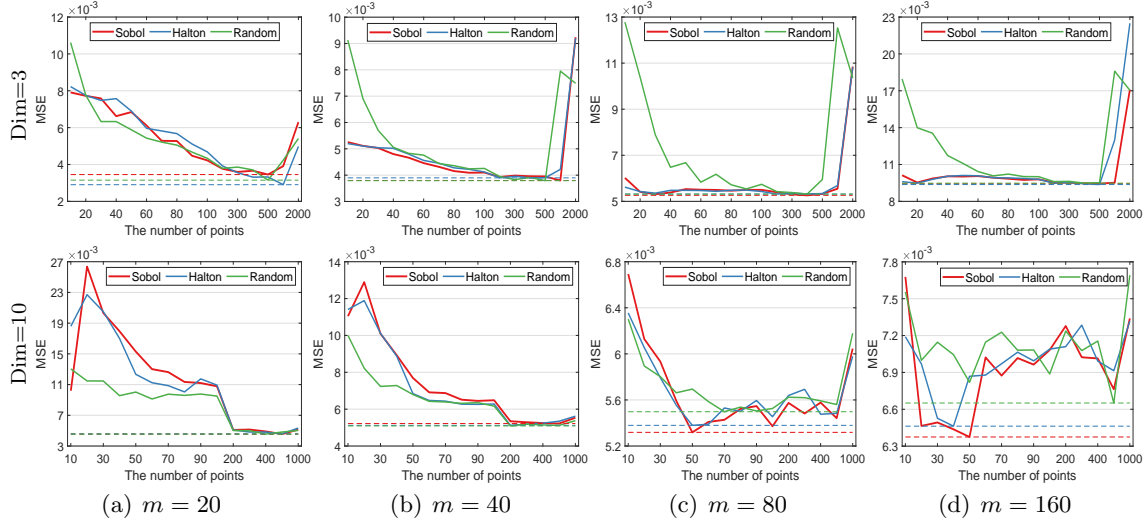 ×10⁻³ ×10⁻³ ×10⁻³ ×10⁻³
12 10 13 23
Sobol Halton Random Sobol Halton Random Sobol Halton Random Sobol Halton Random
9
10 11 20
8
8 7 9 17
6
6 7 14
5
4 4 5 11
2 3 8
Dim=3
MSE MSE MSE MSE
20 40 60 80 100 300 500 2000 20 40 60 80 100 300 500 2000 20 40 60 80 100 300 500 2000 20 40 60 80 100 300 500 2000
The number of points The number of points The number of points The number of points
×10⁻³ ×10⁻³ ×10⁻³ ×10⁻³
27 14 6.8 7.8
Sobol Halton Random Sobol Halton Random Sobol Halton Random Sobol Halton Random
23 12 6.4 7.5
19 10 7.2
15 8 6 6.9
11
7 6 5.6 6.6
3 4 5.2 6.3
Dim=10
MSE MSE MSE MSE
10 30 50 70 90 200 400 1000 10 30 50 70 90 200 400 1000 10 30 50 70 90 200 400 1000 10 30 50 70 90 200 400 1000
The number of points The number of points The number of points The number of points
(a) m = 20 (b) m = 40 (c) m = 80 (d) m = 160